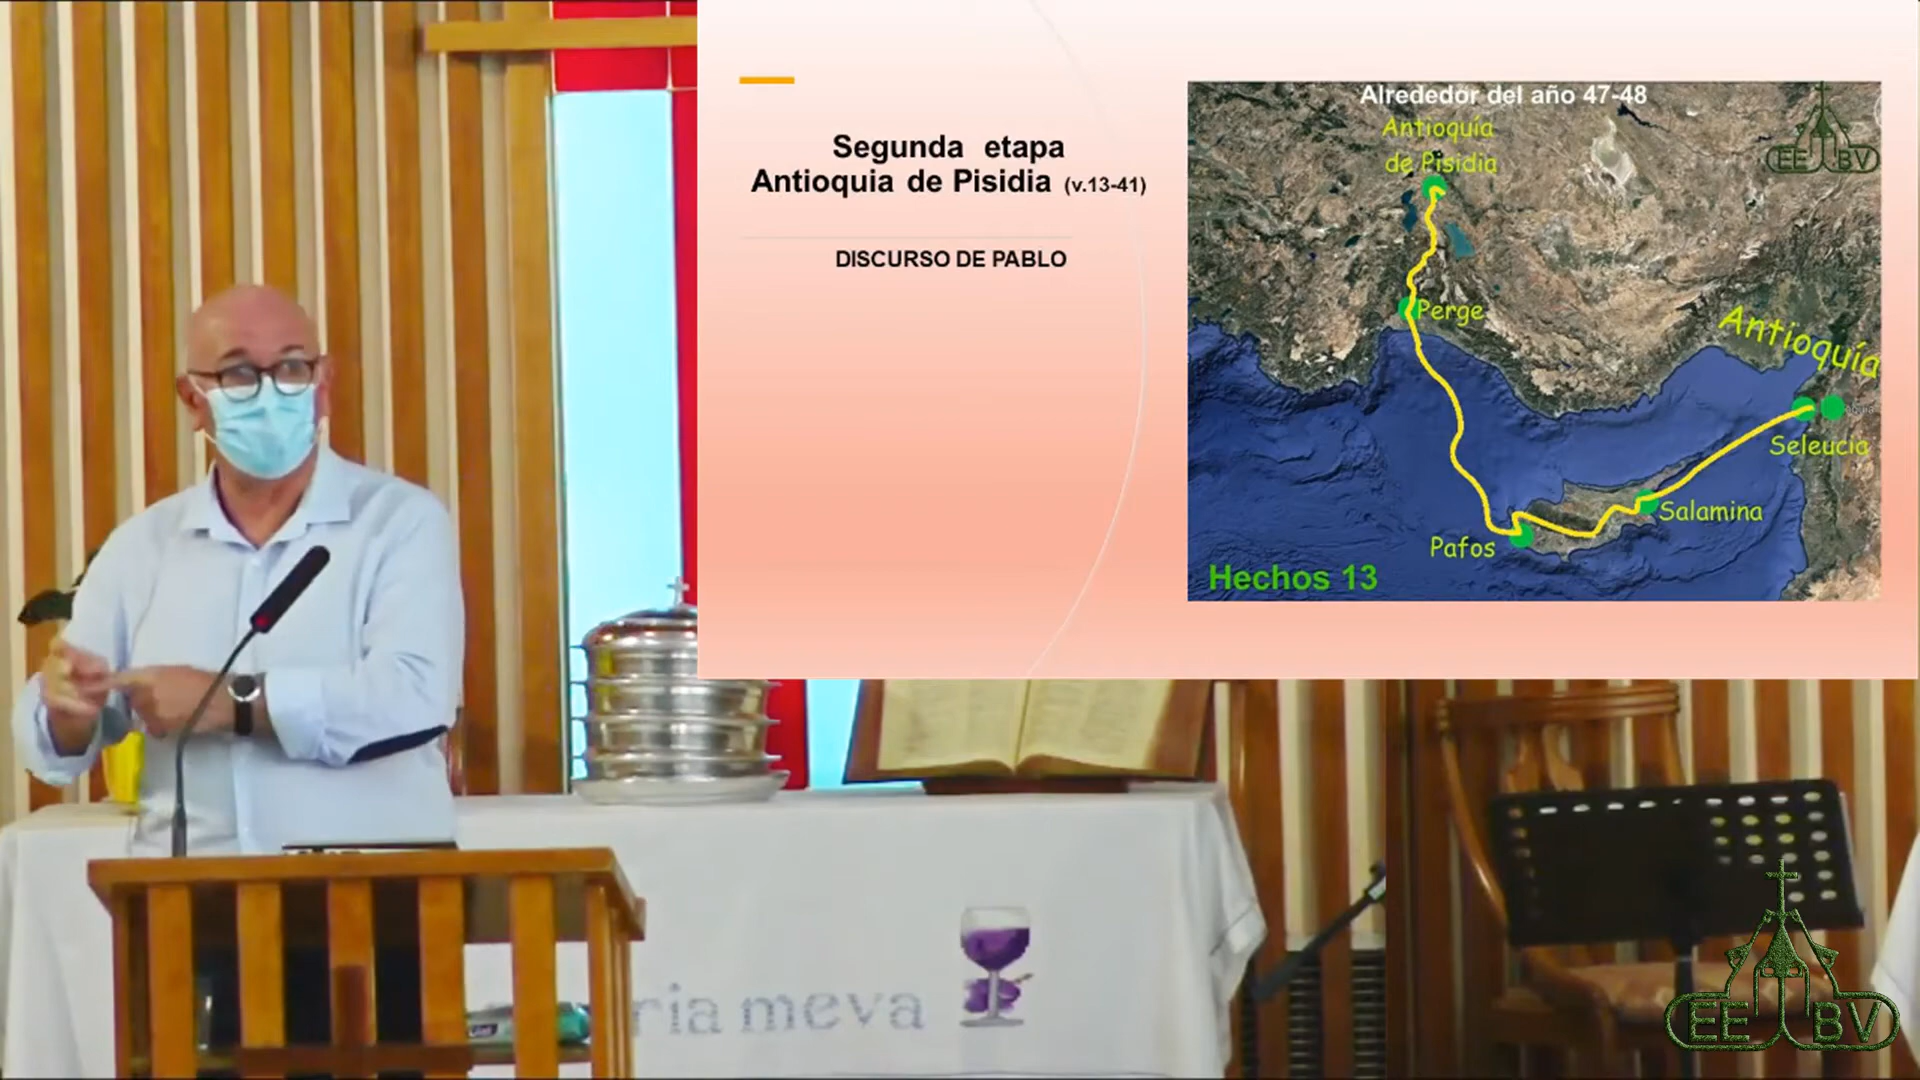 Segunda etapa
Antioquia de Pisidia (v.13-41)
DISCURSO DE PABLO
Alrededor del año 47-48
Antioquía
de Pisidia
EE BV
Perge
Antioquía
Seleucia
Salamina
Pafos
Hechos 13
ria meva
EE BV